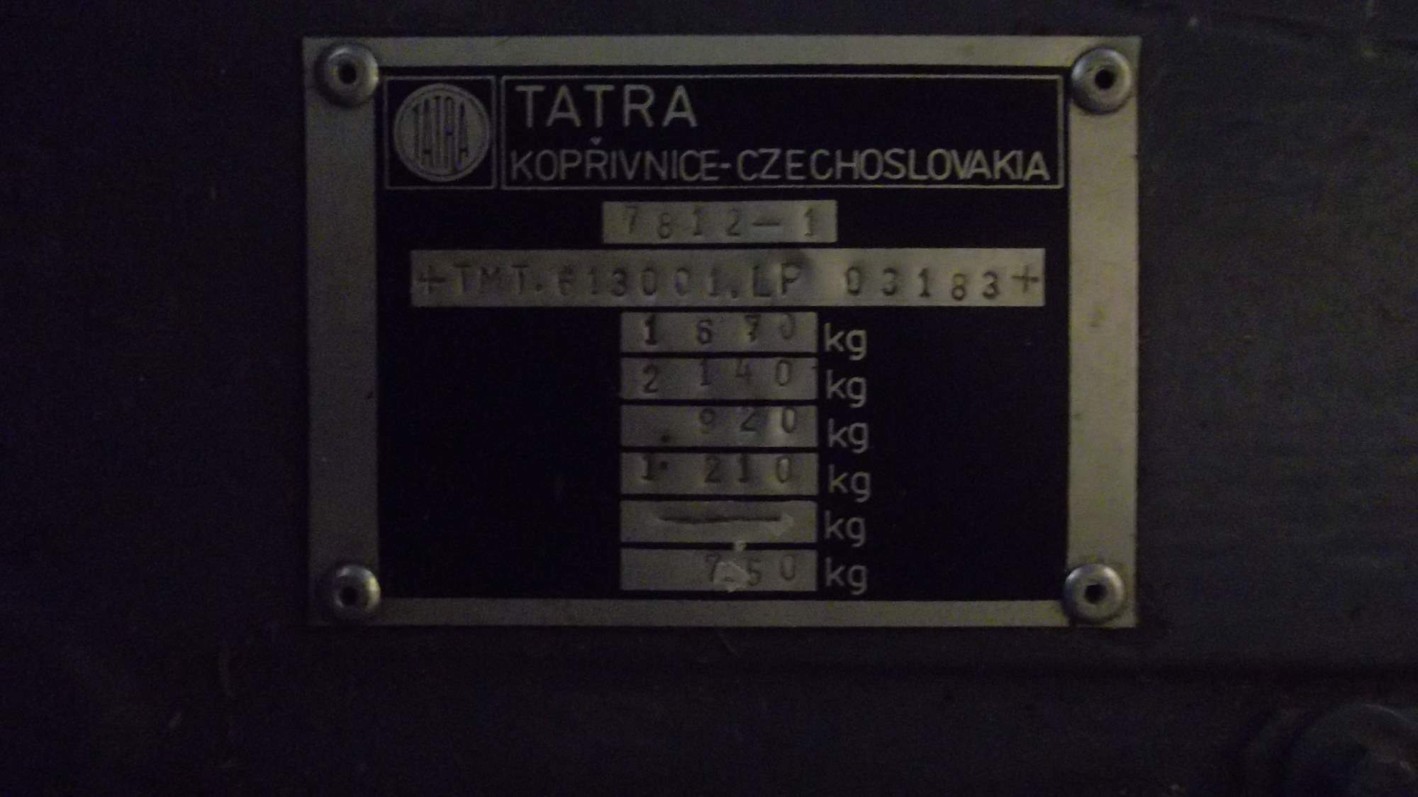 TATRA
TATRA
KOPŘIVNICE-CZECHOSLOVAKIA
7812-1
+TMT.613001.LP 03183+
1 670 kg
2 140 kg
920 kg
1 210 kg
— kg
750 kg